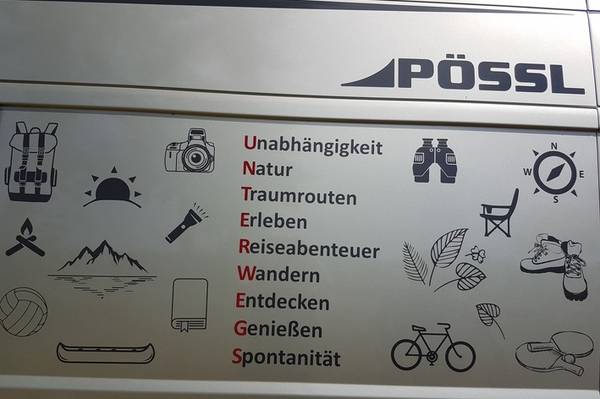 PÖSSL
Unabhängigkeit
Natur
Traumrouten
Erleben
Reiseabenteuer
Wandern
Entdecken
Genießen
Spontanität
N
W E
S